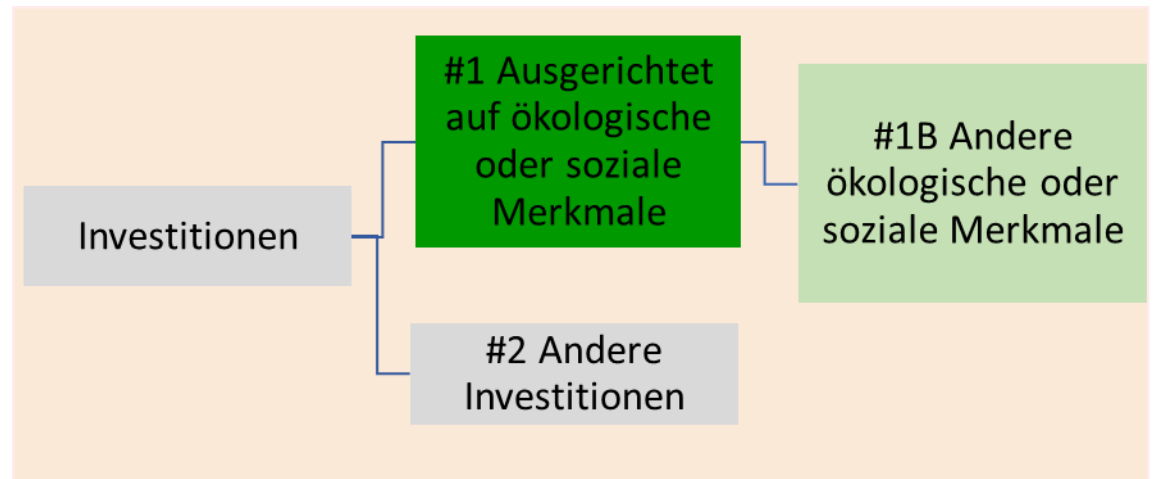 Investitionen
#1 Ausgerichtet
auf ökologische
oder soziale
Merkmale
#1B Andere
ökologische oder
soziale Merkmale
#2 Andere
Investitionen